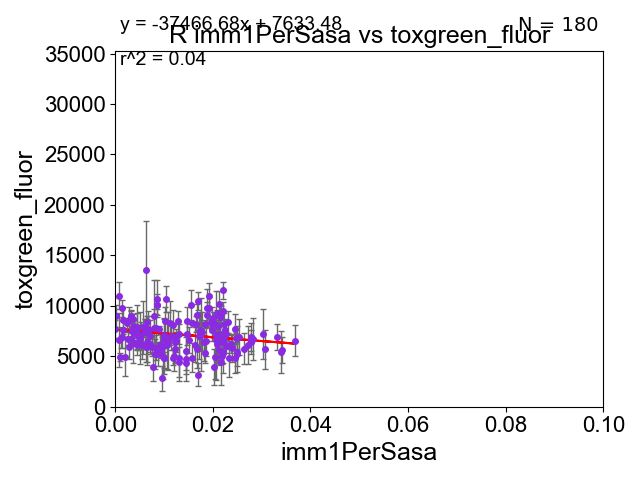 y = -37466.68x + 7633.48
N = 180
R imm1PerSasa vs toxgreen_fluor
r^2 = 0.04
35000
30000
25000
20000
15000
10000
5000
0
toxgreen_fluor
0.00 0.02 0.04 0.06 0.08 0.10
imm1PerSasa